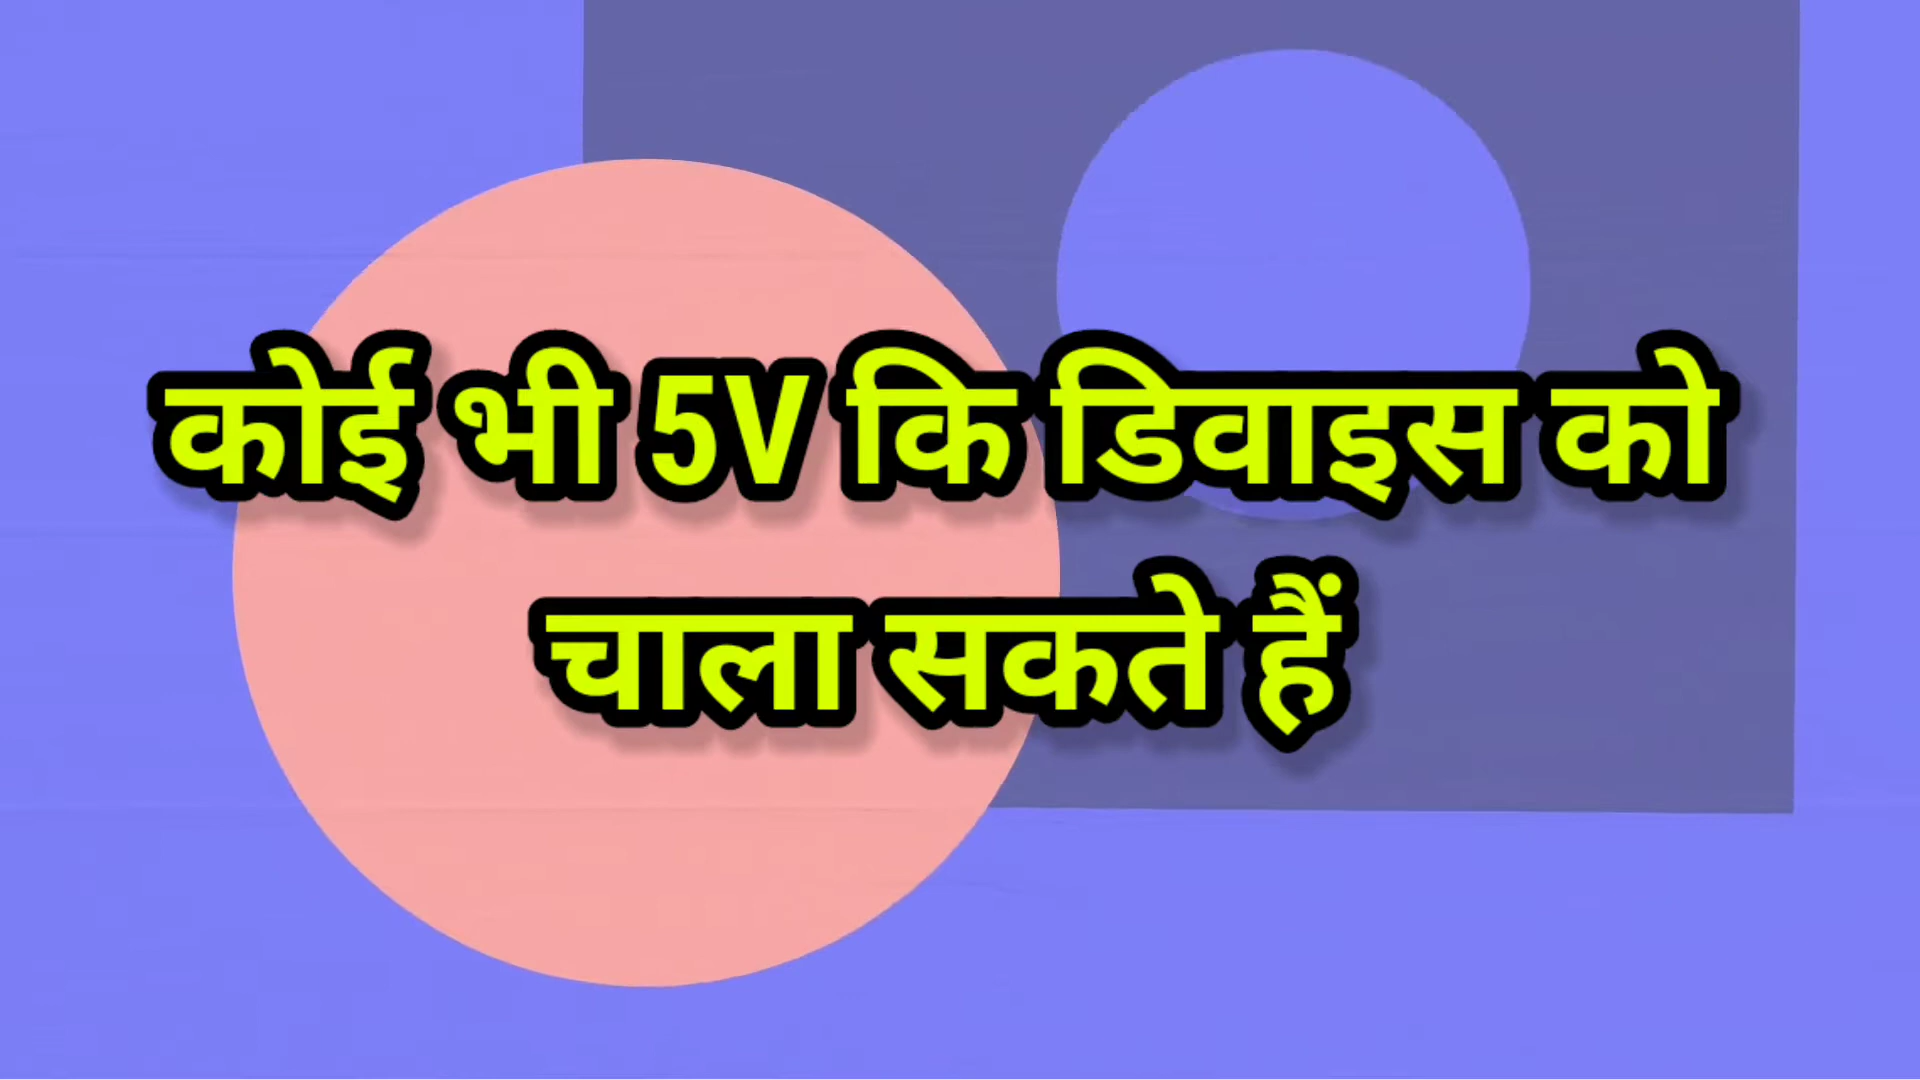 कोई भी 5V कि डिवाइस को
चाला सकते हैं